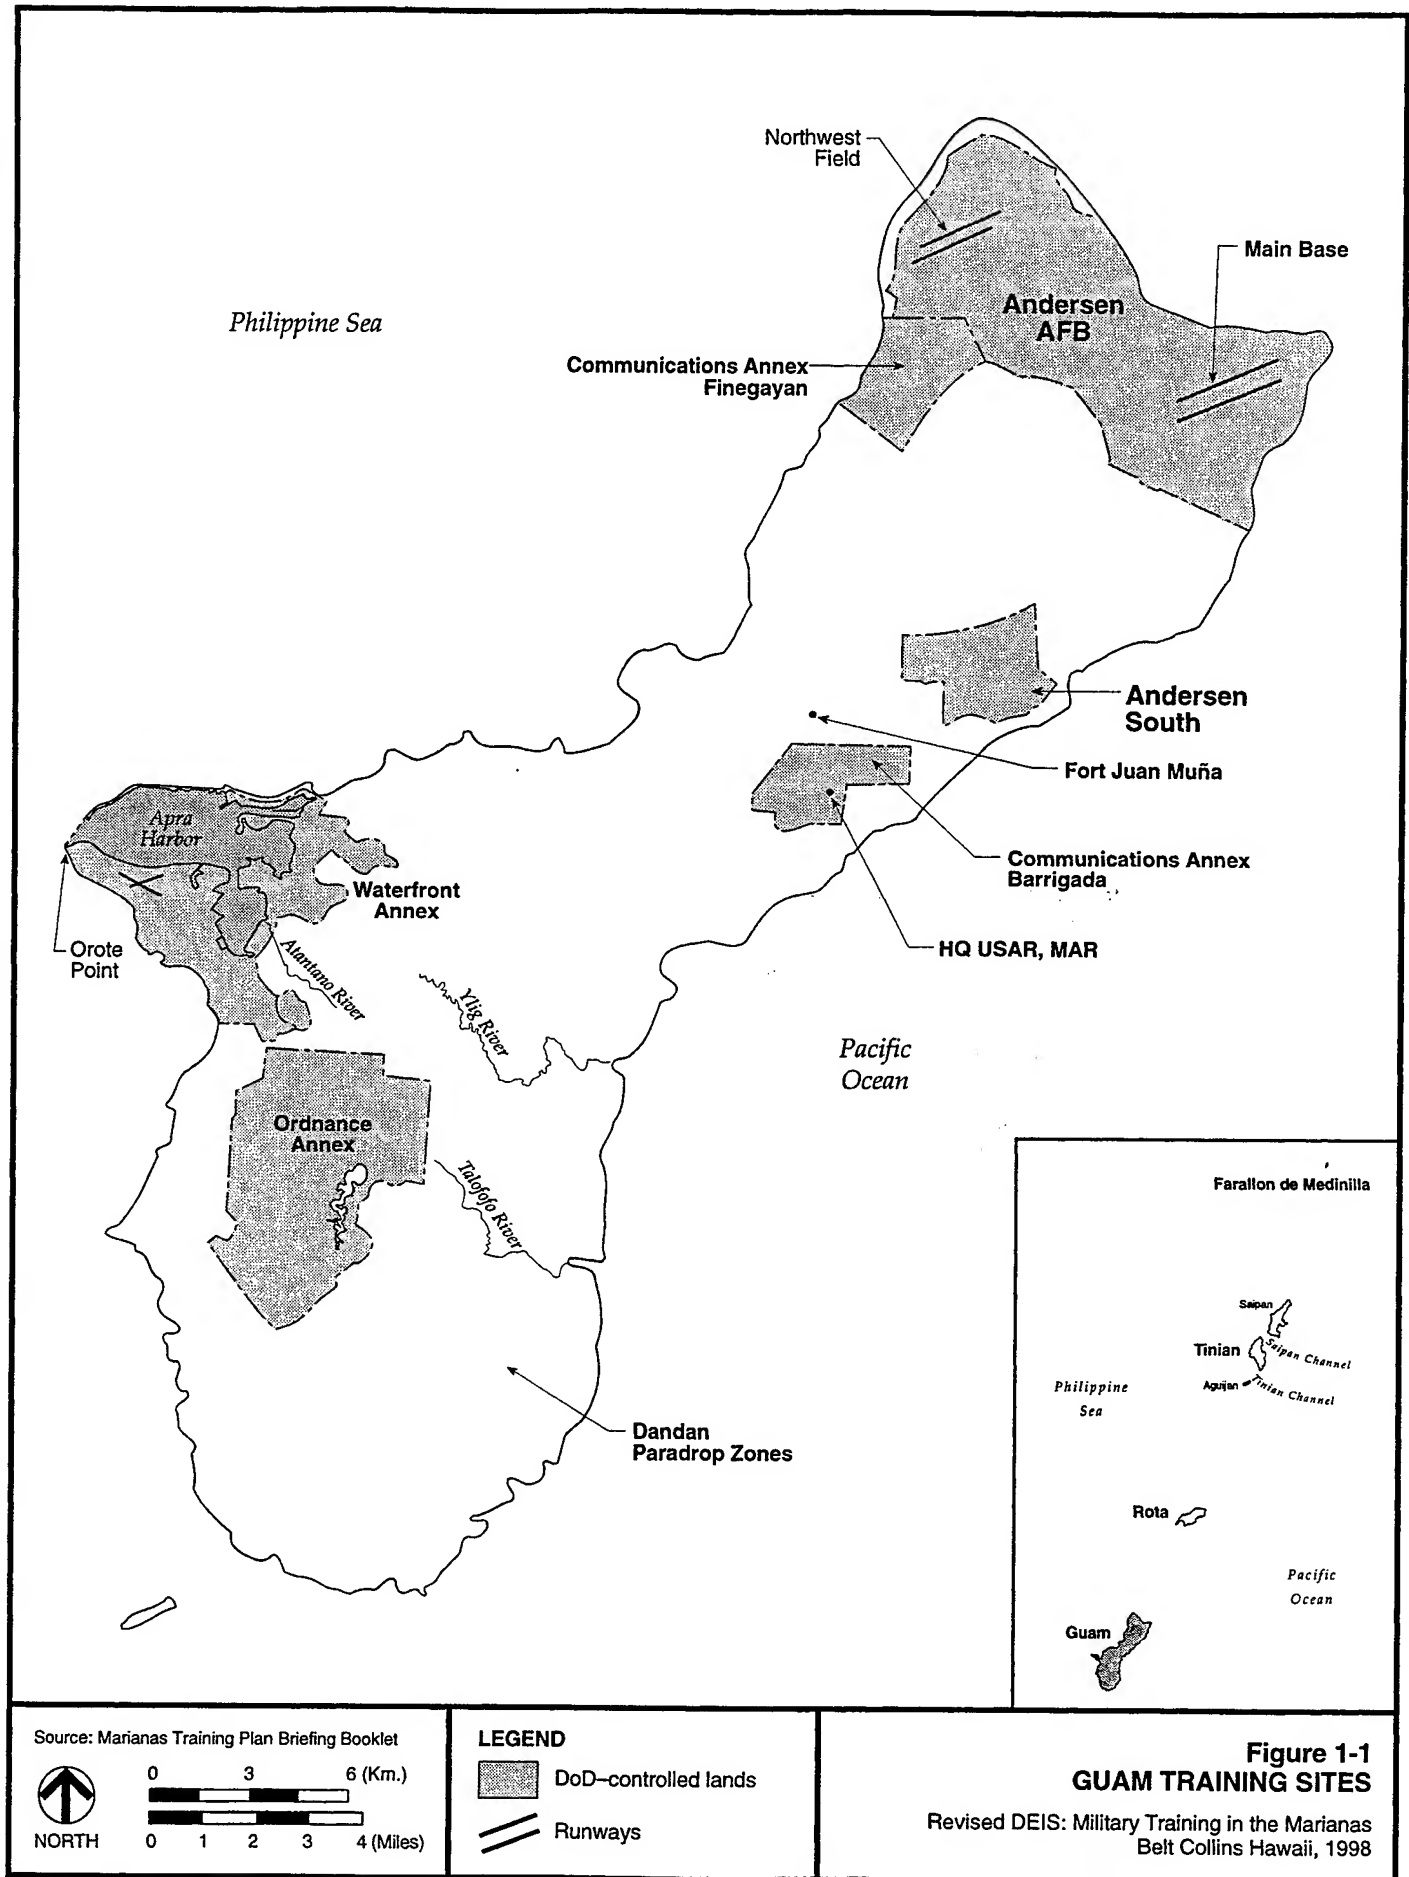 Northwest
Field
Main Base
Philippine Sea
Andersen
AFB
Communications Annex
Finegayan
Andersen
South
Fort Juan Muña
Apra
Harbor
Communications Annex
Barrigada
Waterfront
Annex
Orote
Point
HQ USAR, MAR
Atantano River
Ylig River
Pacific
Ocean
Ordnance
Annex
Talofofo River
Dandan
Paradrop Zones
Farallon de Medinilla
Saipan
Tinian
Saipan Channel
Aguijan
Tinian Channel
Philippine
Sea
Rota
Pacific
Ocean
Guam
Source: Marianas Training Plan Briefing Booklet
0 3 6 (Km.)
NORTH
0 1 2 3 4 (Miles)
LEGEND
DoD–controlled lands
Runways
Figure 1-1
GUAM TRAINING SITES
Revised DEIS: Military Training in the Marianas
Belt Collins Hawaii, 1998